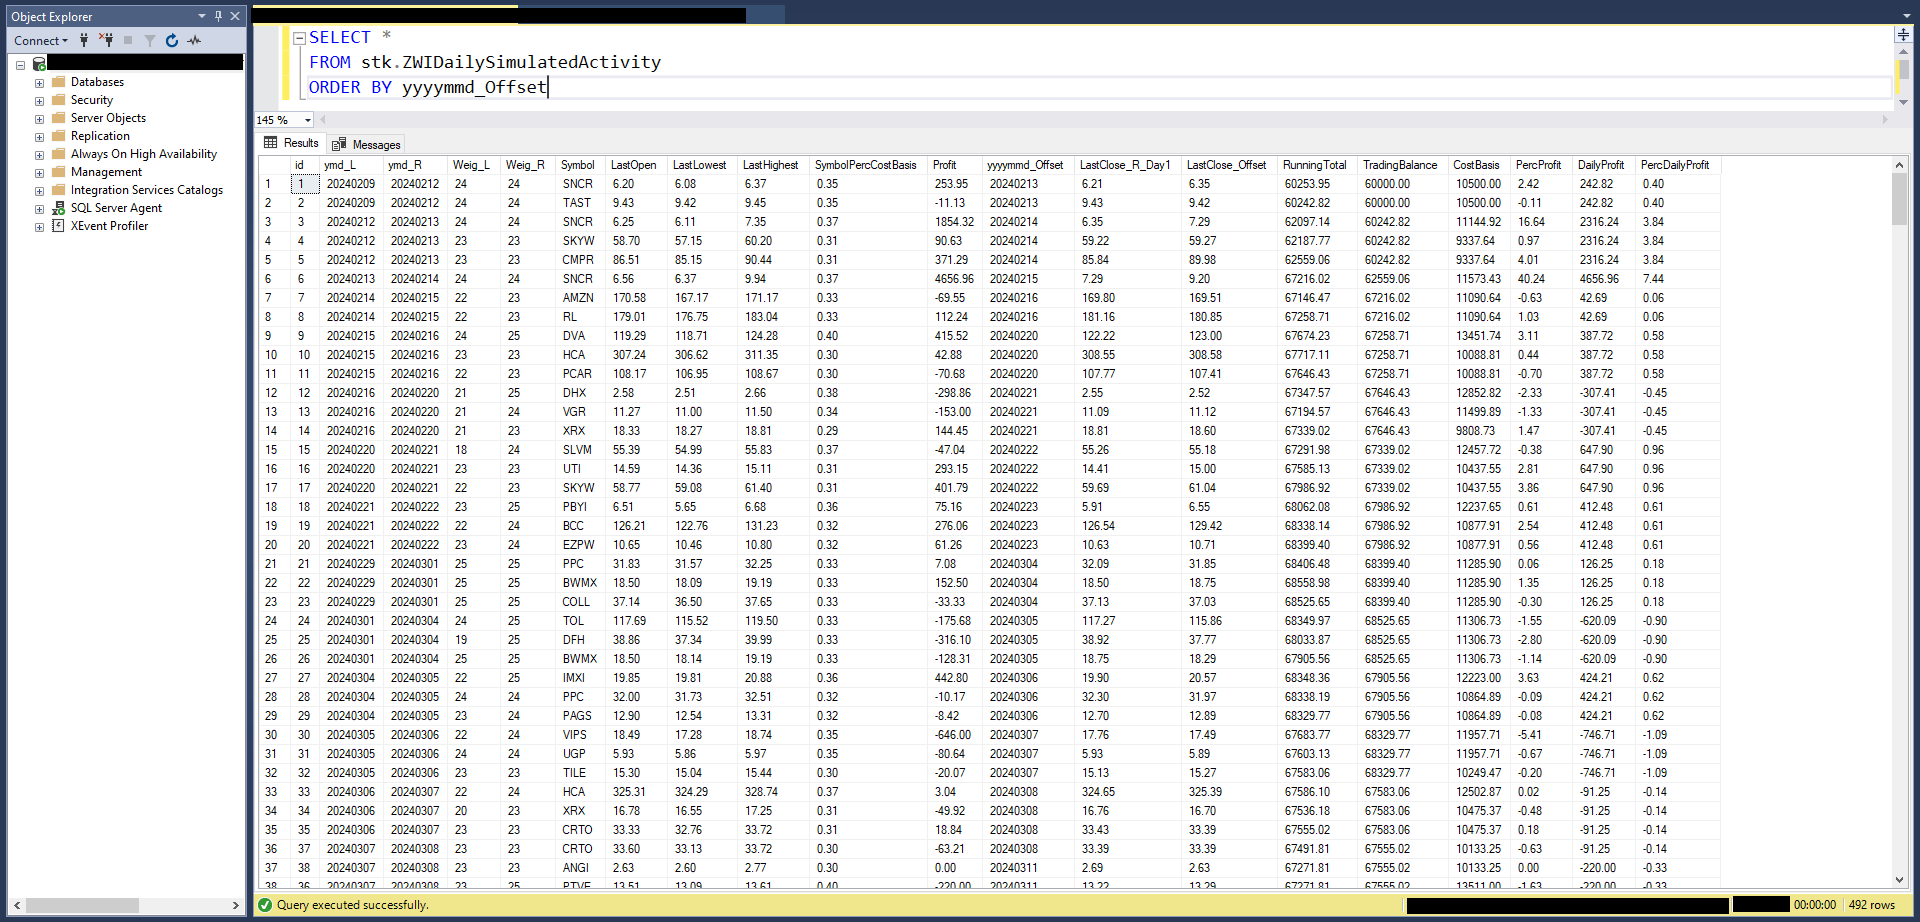 Object Explorer
Connect
Databases
Security
Server Objects
Replication
Always On High Availability
Management
Integration Services Catalogs
SQL Server Agent
XEvent Profiler
SELECT *
FROM stk.ZWIDailySimulatedActivity
ORDER BY yyyymmd_Offset
145 %
Results Messages
id ymd_L ymd_R Weig_L Weig_R Symbol LastOpen LastLowest LastHighest SymbolPercCostBasis Profit yyyymmd_Offset LastClose_R_Day1 LastClose_Offset RunningTotal TradingBalance CostBasis PercProfit DailyProfit PercDailyProfit
1 1 20240209 20240212 24 24 SNCR 6.20 6.08 6.37 0.35 253.95 20240213 6.21 6.35 60253.95 60000.00 10500.00 2.42 242.82 0.40
2 2 20240209 20240212 24 24 TAST 9.43 9.42 9.45 0.35 -11.13 20240213 9.43 9.42 60242.82 60000.00 10500.00 -0.11 242.82 0.40
3 3 20240212 20240213 24 24 SNCR 6.25 6.11 7.35 0.37 1854.32 20240214 6.35 7.29 62097.14 60242.82 11144.92 16.64 2316.24 3.84
4 4 20240212 20240213 23 23 SKYW 58.70 57.15 60.20 0.31 90.63 20240214 59.22 59.27 62187.77 60242.82 9337.64 0.97 2316.24 3.84
5 5 20240212 20240213 23 23 CMPR 86.51 85.15 90.44 0.31 371.29 20240214 85.84 89.98 62559.06 60242.82 9337.64 4.01 2316.24 3.84
6 6 20240213 20240214 24 24 SNCR 6.56 6.37 9.94 0.37 4656.96 20240215 7.29 9.20 67216.02 62559.06 11573.43 40.24 4656.96 7.44
7 7 20240214 20240215 22 23 AMZN 170.58 167.17 171.17 0.33 -69.55 20240216 169.80 169.51 67146.47 67216.02 11090.64 -0.63 42.69 0.06
8 8 20240214 20240215 22 23 RL 179.01 176.75 183.04 0.33 112.24 20240216 181.16 180.85 67258.71 67216.02 11090.64 1.03 42.69 0.06
9 9 20240215 20240216 24 25 DVA 119.29 118.71 124.28 0.40 415.52 20240220 122.22 123.00 67674.23 67258.71 13451.74 3.11 387.72 0.58
10 10 20240215 20240216 23 23 HCA 307.24 306.62 311.35 0.30 42.88 20240220 308.55 308.58 67717.11 67258.71 10088.81 0.44 387.72 0.58
11 11 20240215 20240216 22 23 PCAR 108.17 106.95 108.67 0.30 -70.68 20240220 107.77 107.41 67646.43 67258.71 10088.81 -0.70 387.72 0.58
12 12 20240216 20240220 21 25 DHX 2.58 2.51 2.66 0.38 -298.86 20240221 2.55 2.52 67347.57 67646.43 12852.82 -2.33 -307.41 -0.45
13 13 20240216 20240220 21 24 VGR 11.27 11.00 11.50 0.34 -153.00 20240221 11.09 11.12 67194.57 67646.43 11499.89 -1.33 -307.41 -0.45
14 14 20240216 20240220 21 23 XRX 18.33 18.27 18.81 0.29 144.45 20240221 18.81 18.60 67339.02 67646.43 9808.73 1.47 -307.41 -0.45
15 15 20240220 20240221 18 24 SLVM 55.39 54.99 55.83 0.37 -47.04 20240222 55.26 55.18 67291.98 67339.02 12457.72 -0.38 647.90 0.96
16 16 20240220 20240221 23 23 UTI 14.59 14.36 15.11 0.31 293.15 20240222 14.41 15.00 67585.13 67339.02 10437.55 2.81 647.90 0.96
17 17 20240220 20240221 22 23 SKYW 58.77 59.08 61.40 0.31 401.79 20240222 59.69 61.04 67986.92 67339.02 10437.55 3.86 647.90 0.96
18 18 20240221 20240222 23 25 PBYI 6.51 5.65 6.68 0.36 75.16 20240223 5.91 6.55 68062.08 67986.92 12237.65 0.61 412.48 0.61
19 19 20240221 20240222 22 24 BCC 126.21 122.76 131.23 0.32 276.06 20240223 126.54 129.42 68338.14 67986.92 10877.91 2.54 412.48 0.61
20 20 20240221 20240222 23 24 EZPW 10.65 10.46 10.80 0.32 61.26 20240223 10.63 10.71 68399.40 67986.92 10877.91 0.56 412.48 0.61
21 21 20240229 20240301 25 25 PPC 31.83 31.57 32.25 0.33 7.08 20240304 32.09 31.85 68406.48 68399.40 11285.90 0.06 126.25 0.18
22 22 20240229 20240301 25 25 BWMX 18.50 18.09 19.19 0.33 152.50 20240304 18.50 18.75 68558.98 68399.40 11285.90 1.35 126.25 0.18
23 23 20240229 20240301 25 25 COLL 37.14 36.50 37.65 0.33 -33.33 20240304 37.13 37.03 68525.65 68399.40 11285.90 -0.30 126.25 0.18
24 24 20240301 20240304 24 25 TOL 117.69 115.52 119.50 0.33 -175.68 20240305 117.27 115.86 68349.97 68525.65 11306.73 -1.55 -620.09 -0.90
25 25 20240301 20240304 19 25 DFH 38.86 37.34 39.99 0.33 -316.10 20240305 38.92 37.77 68033.87 68525.65 11306.73 -2.80 -620.09 -0.90
26 26 20240301 20240304 25 25 BWMX 18.50 18.14 19.19 0.33 -128.31 20240305 18.75 18.29 67905.56 68525.65 11306.73 -1.14 -620.09 -0.90
27 27 20240304 20240305 22 25 IMXI 19.85 19.81 20.88 0.36 442.80 20240306 19.90 20.57 68348.36 67905.56 12223.00 3.63 424.21 0.62
28 28 20240304 20240305 24 24 PPC 32.00 31.73 32.51 0.32 -10.17 20240306 32.30 31.97 68338.19 67905.56 10864.89 -0.09 424.21 0.62
29 29 20240304 20240305 23 24 PAGS 12.90 12.54 13.31 0.32 -8.42 20240306 12.70 12.89 68329.77 67905.56 10864.89 -0.08 424.21 0.62
30 30 20240305 20240306 22 24 VIPS 18.49 17.28 18.74 0.35 -646.00 20240307 17.76 17.49 67683.77 68329.77 11957.71 -5.41 -746.71 -1.09
31 31 20240305 20240306 24 24 UGP 5.93 5.86 5.97 0.35 -80.64 20240307 5.93 5.89 67603.13 68329.77 11957.71 -0.67 -746.71 -1.09
32 32 20240305 20240306 23 23 TILE 15.30 15.04 15.44 0.30 -20.07 20240307 15.13 15.27 67583.06 68329.77 10249.47 -0.20 -746.71 -1.09
33 33 20240306 20240307 22 24 HCA 325.31 324.29 328.74 0.37 3.04 20240308 324.65 325.39 67586.10 67583.06 12502.87 0.02 -91.25 -0.14
34 34 20240306 20240307 20 23 XRX 16.78 16.55 17.25 0.31 -49.92 20240308 16.76 16.70 67536.18 67583.06 10475.37 -0.48 -91.25 -0.14
35 35 20240306 20240307 23 23 CRTO 33.33 32.76 33.72 0.31 18.84 20240308 33.43 33.39 67555.02 67583.06 10475.37 0.18 -91.25 -0.14
36 37 20240307 20240308 23 23 CRTO 33.60 33.13 33.72 0.30 -63.21 20240308 33.39 33.39 67491.81 67555.02 10133.25 -0.63 -91.25 -0.14
37 38 20240307 20240308 23 23 ANGI 2.63 2.60 2.77 0.30 0.00 20240311 2.69 2.63 67271.81 67555.02 10133.25 0.00 -220.00 -0.33
38 36 20240307 20240308 23 25 PTVE 13.51 13.09 13.61 0.40 -220.00 20240311 13.22 13.29 67271.81 67555.02 13511.00 -1.63 -220.00 -0.33
Query executed successfully.
00:00:00 492 rows